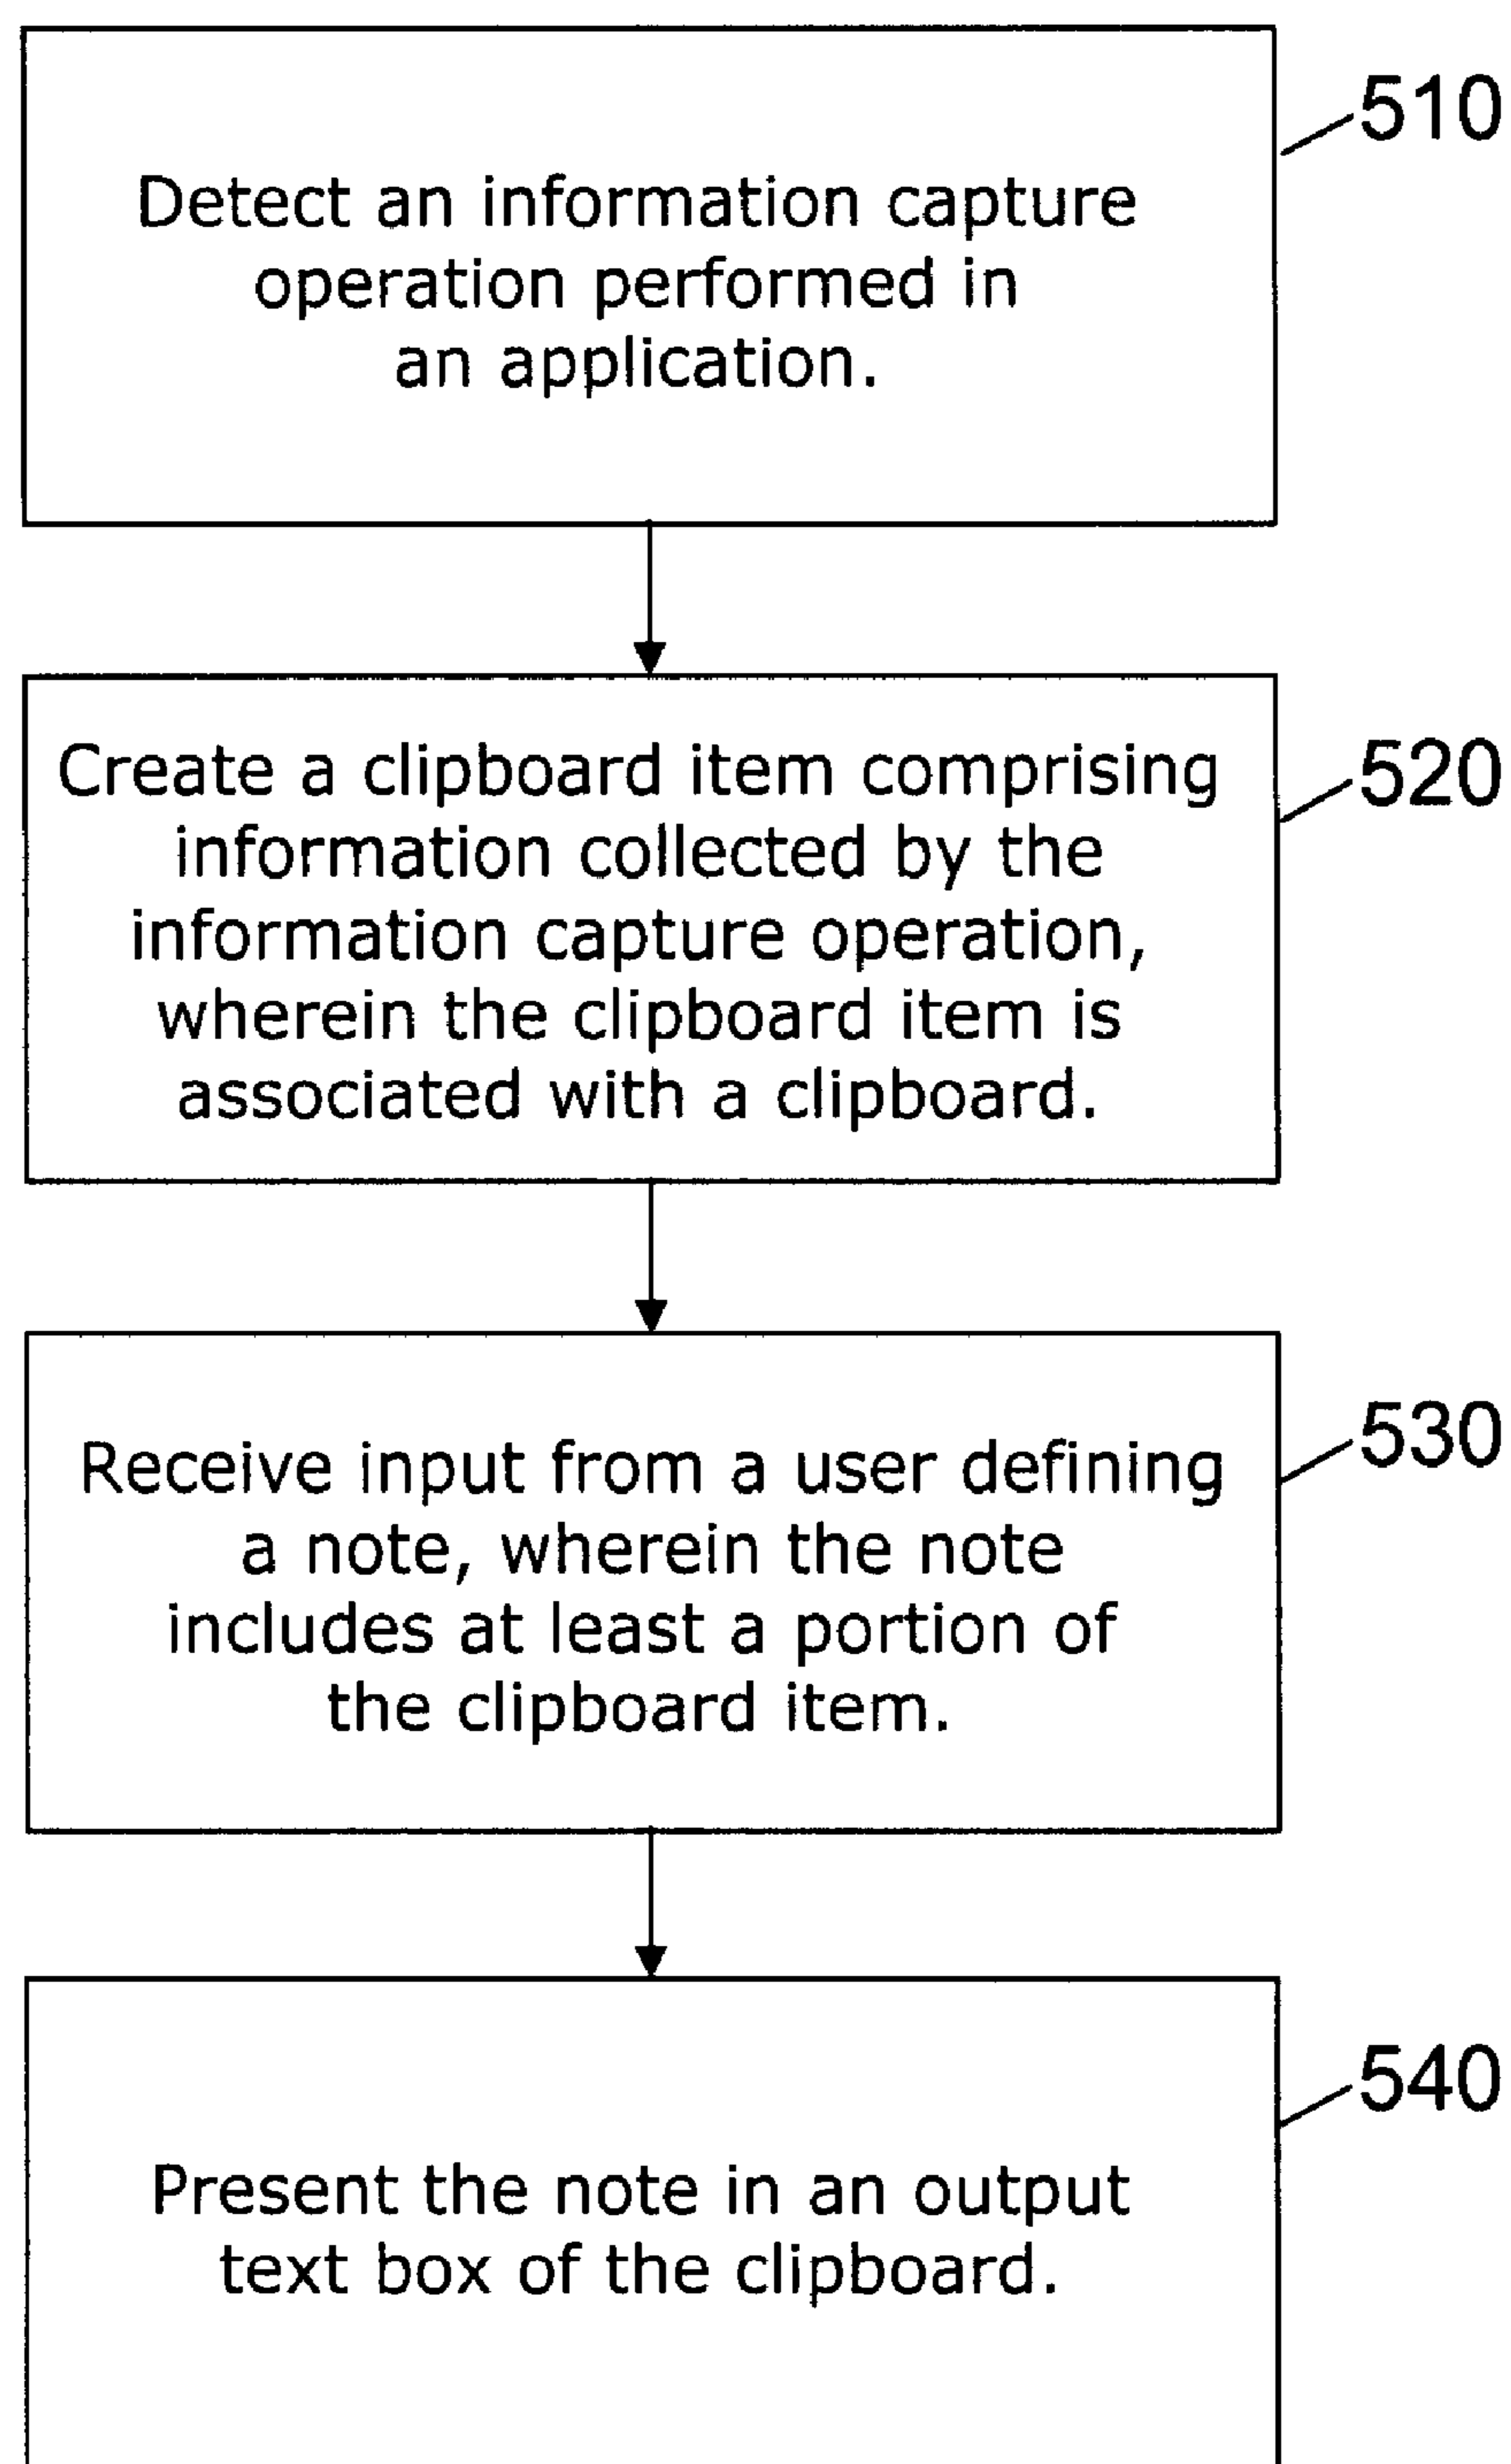 510
Detect an information capture
operation performed in
an application.
520
Create a clipboard item comprising
information collected by the
information capture operation,
wherein the clipboard item is
associated with a clipboard.
530
Receive input from a user defining
a note, wherein the note
includes at least a portion of
the clipboard item.
540
Present the note in an output
text box of the clipboard.